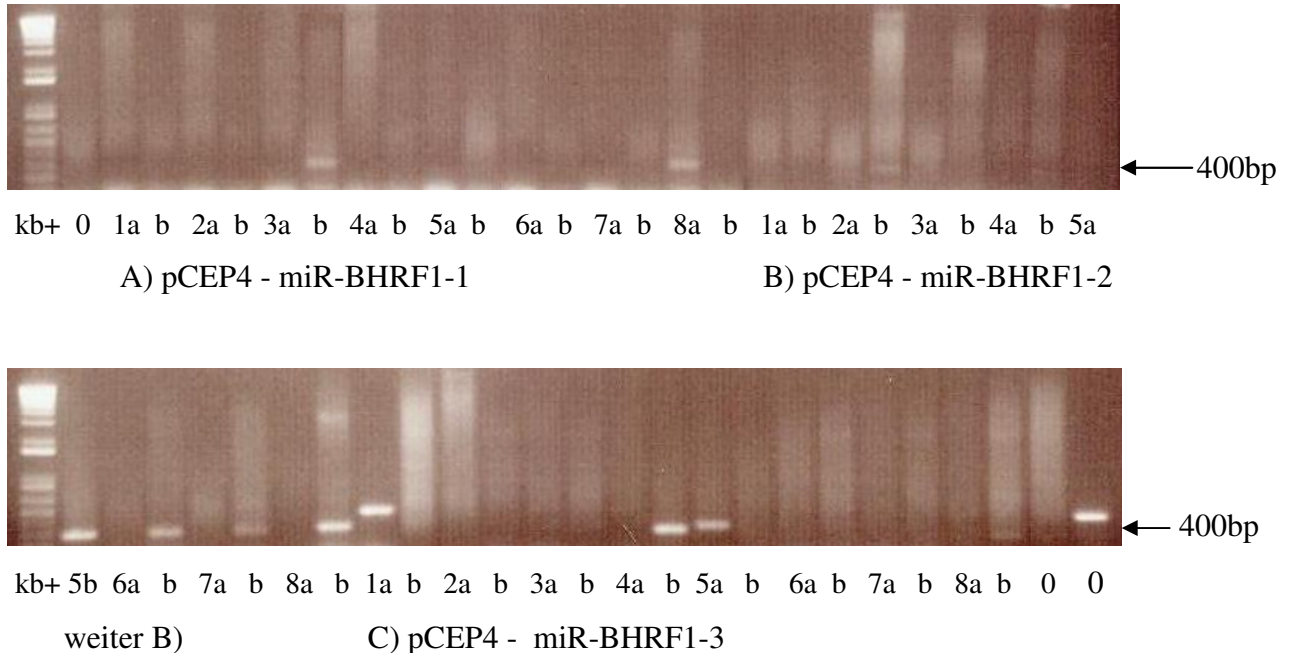 400bp
kb+ 0 1a b 2a b 3a b 4a b 5a b 6a b 7a b 8a b 1a b 2a b 3a b 4a b 5a
A) pCEP4 - miR-BHRF1-1 B) pCEP4 - miR-BHRF1-2
400bp
kb+ 5b 6a b 7a b 8a b 1a b 2a b 3a b 4a b 5a b 6a b 7a b 8a b 0 0
weiter B) C) pCEP4 - miR-BHRF1-3